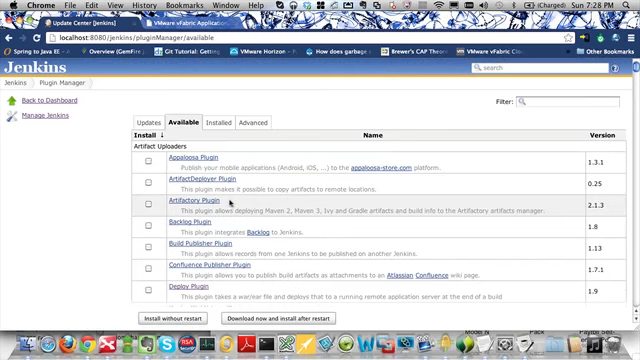 Chrome File Edit View History Bookmarks Window Help
(Charged) Sun 7:28 PM
Update Center [Jenkins]
VMware vFabric Applicatio
localhost:8080/jenkins/pluginManager/available
Spring to Java EE
Overview (GemFire
Git Tutorial: Getting
VMware Horizon
How does garbage
Brewer's CAP Theore
VMware vFabric Clou
Other Bookmarks
Jenkins
search
Jenkins
Plugin Manager
Back to Dashboard
Manage Jenkins
Filter:
Updates Available Installed Advanced
Install ↓ Name Version
Artifact Uploaders
Appaloosa Plugin
Publish your mobile applications (Android, iOS, ...) to the appaloosa-store.com platform.
1.3.1
ArtifactDeployer Plugin
This plugin makes it possible to copy artifacts to remote locations.
0.25
Artifactory Plugin
This plugin allows deploying Maven 2, Maven 3, Ivy and Gradle artifacts and build info to the Artifactory artifacts manager.
2.1.3
Backlog Plugin
This plugin integrates Backlog to Jenkins.
1.8
Build Publisher Plugin
This plugin allows records from one Jenkins to be published on another Jenkins.
1.13
Confluence Publisher Plugin
This plugin allows you to publish build artifacts as attachments to an Atlassian Confluence wiki page.
1.7.1
Deploy Plugin
This plugin takes a war/ear file and deploys that to a running remote application server at the end of a build
1.9
Install without restart
Download now and install after restart